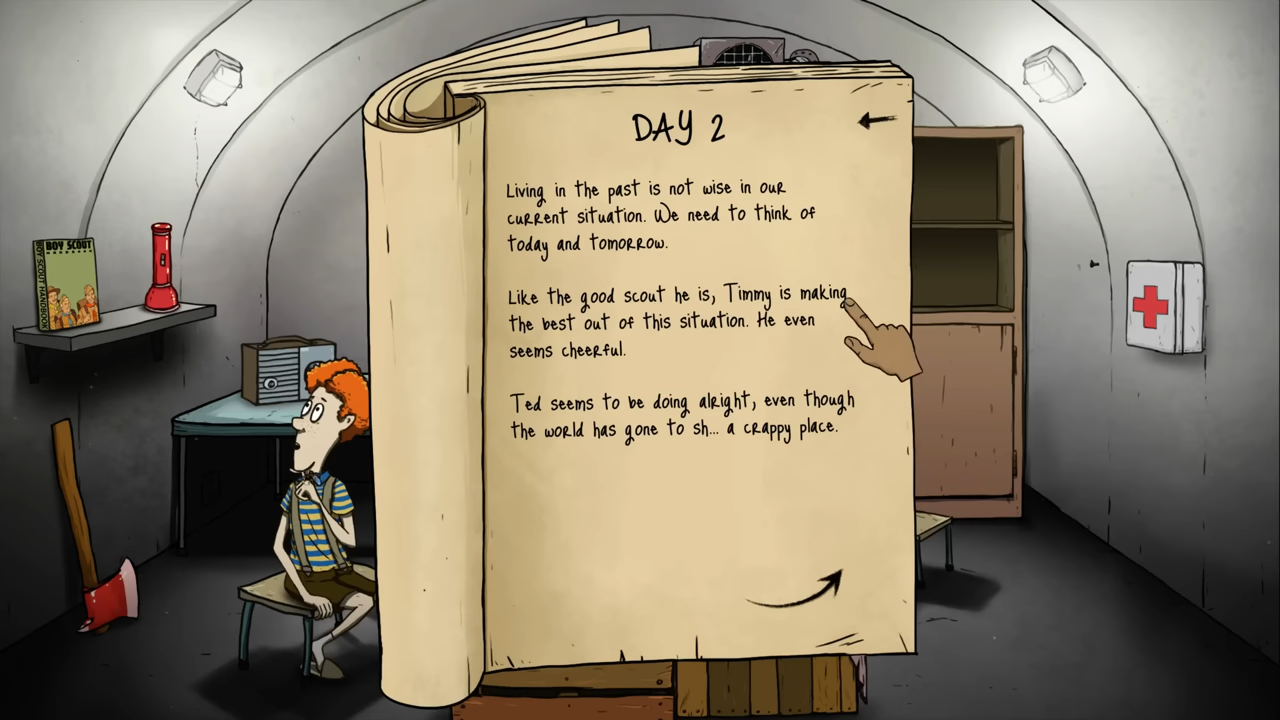 DAY 2
Living in the past is not wise in our
current situation. We need to think of
today and tomorrow.
Like the good scout he is, Timmy is making
the best out of this situation. He even
seems cheerful.
Ted seems to be doing alright, even though
the world has gone to sh... a crappy place.
BOY SCOUT
BOY SCOUT HANDBOOK